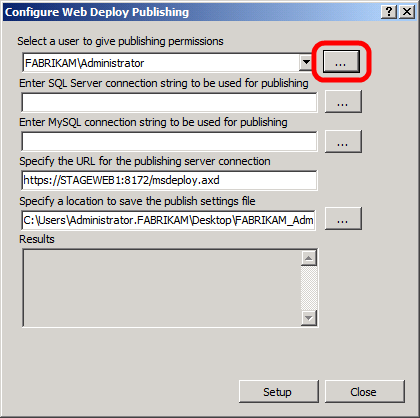 Configure Web Deploy Publishing
Select a user to give publishing permissions
FABRIKAM\Administrator
...
Enter SQL Server connection string to be used for publishing
...
Enter MySQL connection string to be used for publishing
...
Specify the URL for the publishing server connection
https://STAGEWEB1:8172/msdeploy.axd
Specify a location to save the publish settings file
C:\Users\Administrator.FABRIKAM\Desktop\FABRIKAM_Adm
...
Results
Setup
Close